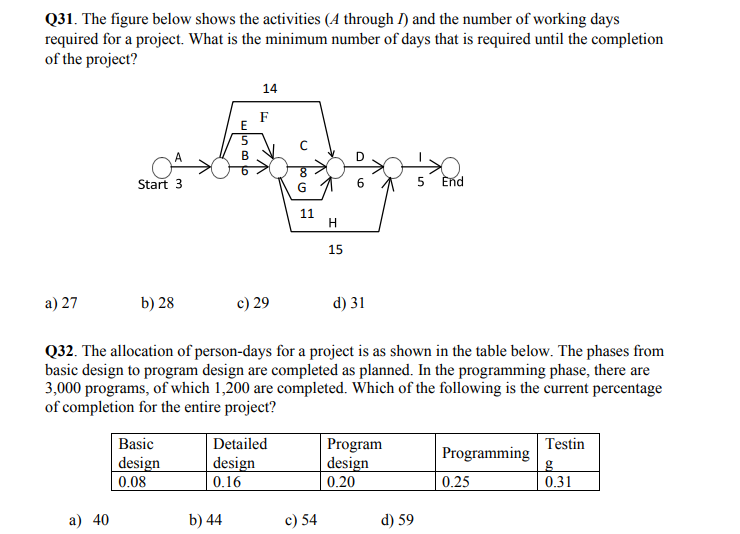 Q31. The figure below shows the activities (A through I) and the number of working days
required for a project. What is the minimum number of days that is required until the completion
of the project?
14
F
E
5
B
6
C
8
G
11
A
Start 3
D
6
I
5 End
H
15
a) 27 b) 28 c) 29 d) 31
Q32. The allocation of person-days for a project is as shown in the table below. The phases from
basic design to program design are completed as planned. In the programming phase, there are
3,000 programs, of which 1,200 are completed. Which of the following is the current percentage
of completion for the entire project?
Basic design Detailed design Program design Programming Testin g
0.08 0.16 0.20 0.25 0.31
a) 40 b) 44 c) 54 d) 59